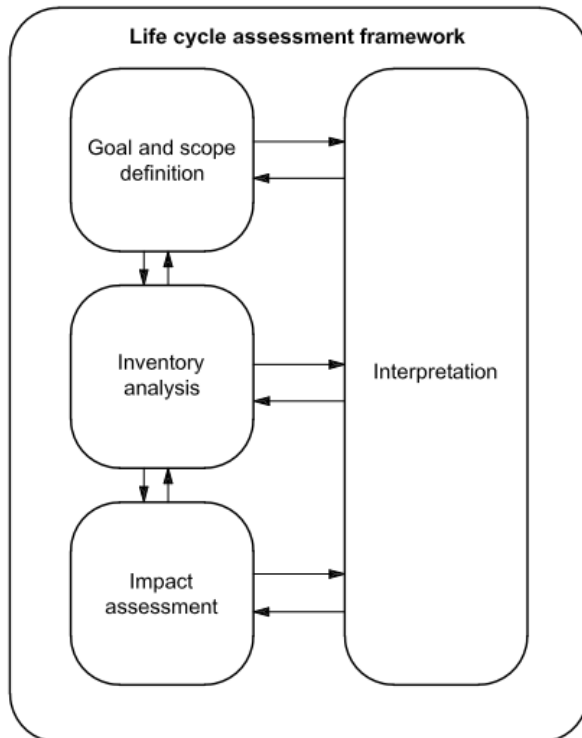 Life cycle assessment framework
Goal and scope
definition
Inventory
analysis
Interpretation
Impact
assessment